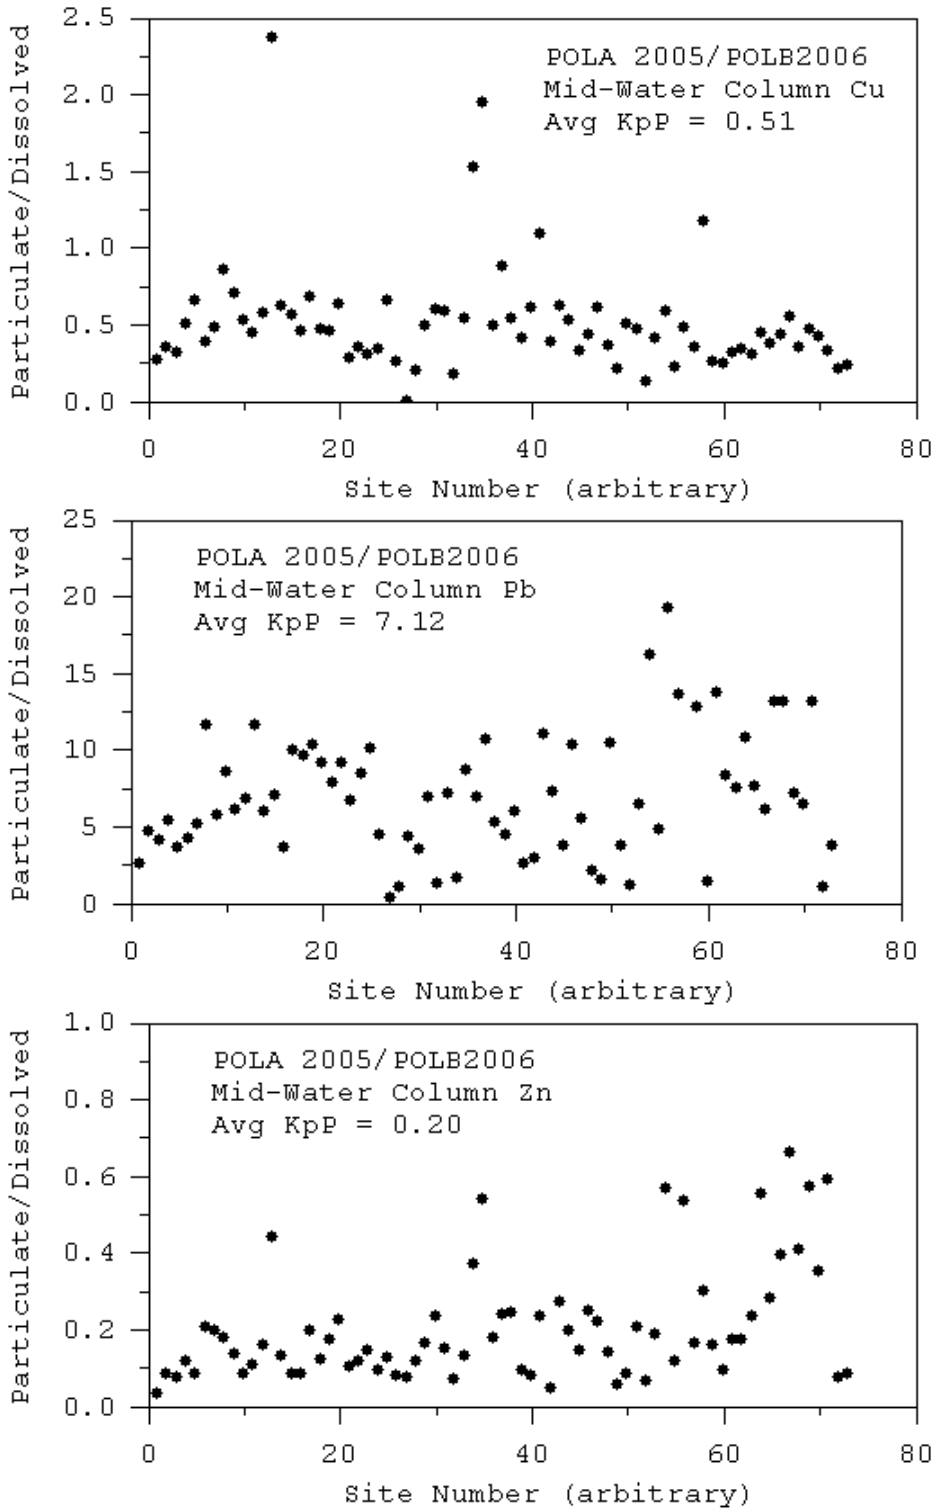 2.5
2.0
1.5
1.0
0.5
0.0
Particulate/Dissolved
POLA 2005/POLB2006
Mid-Water Column Cu
Avg KpP = 0.51
0 20 40 60 80
Site Number (arbitrary)
25
20
15
10
5
0
Particulate/Dissolved
POLA 2005/POLB2006
Mid-Water Column Pb
Avg KpP = 7.12
0 20 40 60 80
Site Number (arbitrary)
1.0
0.8
0.6
0.4
0.2
0.0
Particulate/Dissolved
POLA 2005/POLB2006
Mid-Water Column Zn
Avg KpP = 0.20
0 20 40 60 80
Site Number (arbitrary)